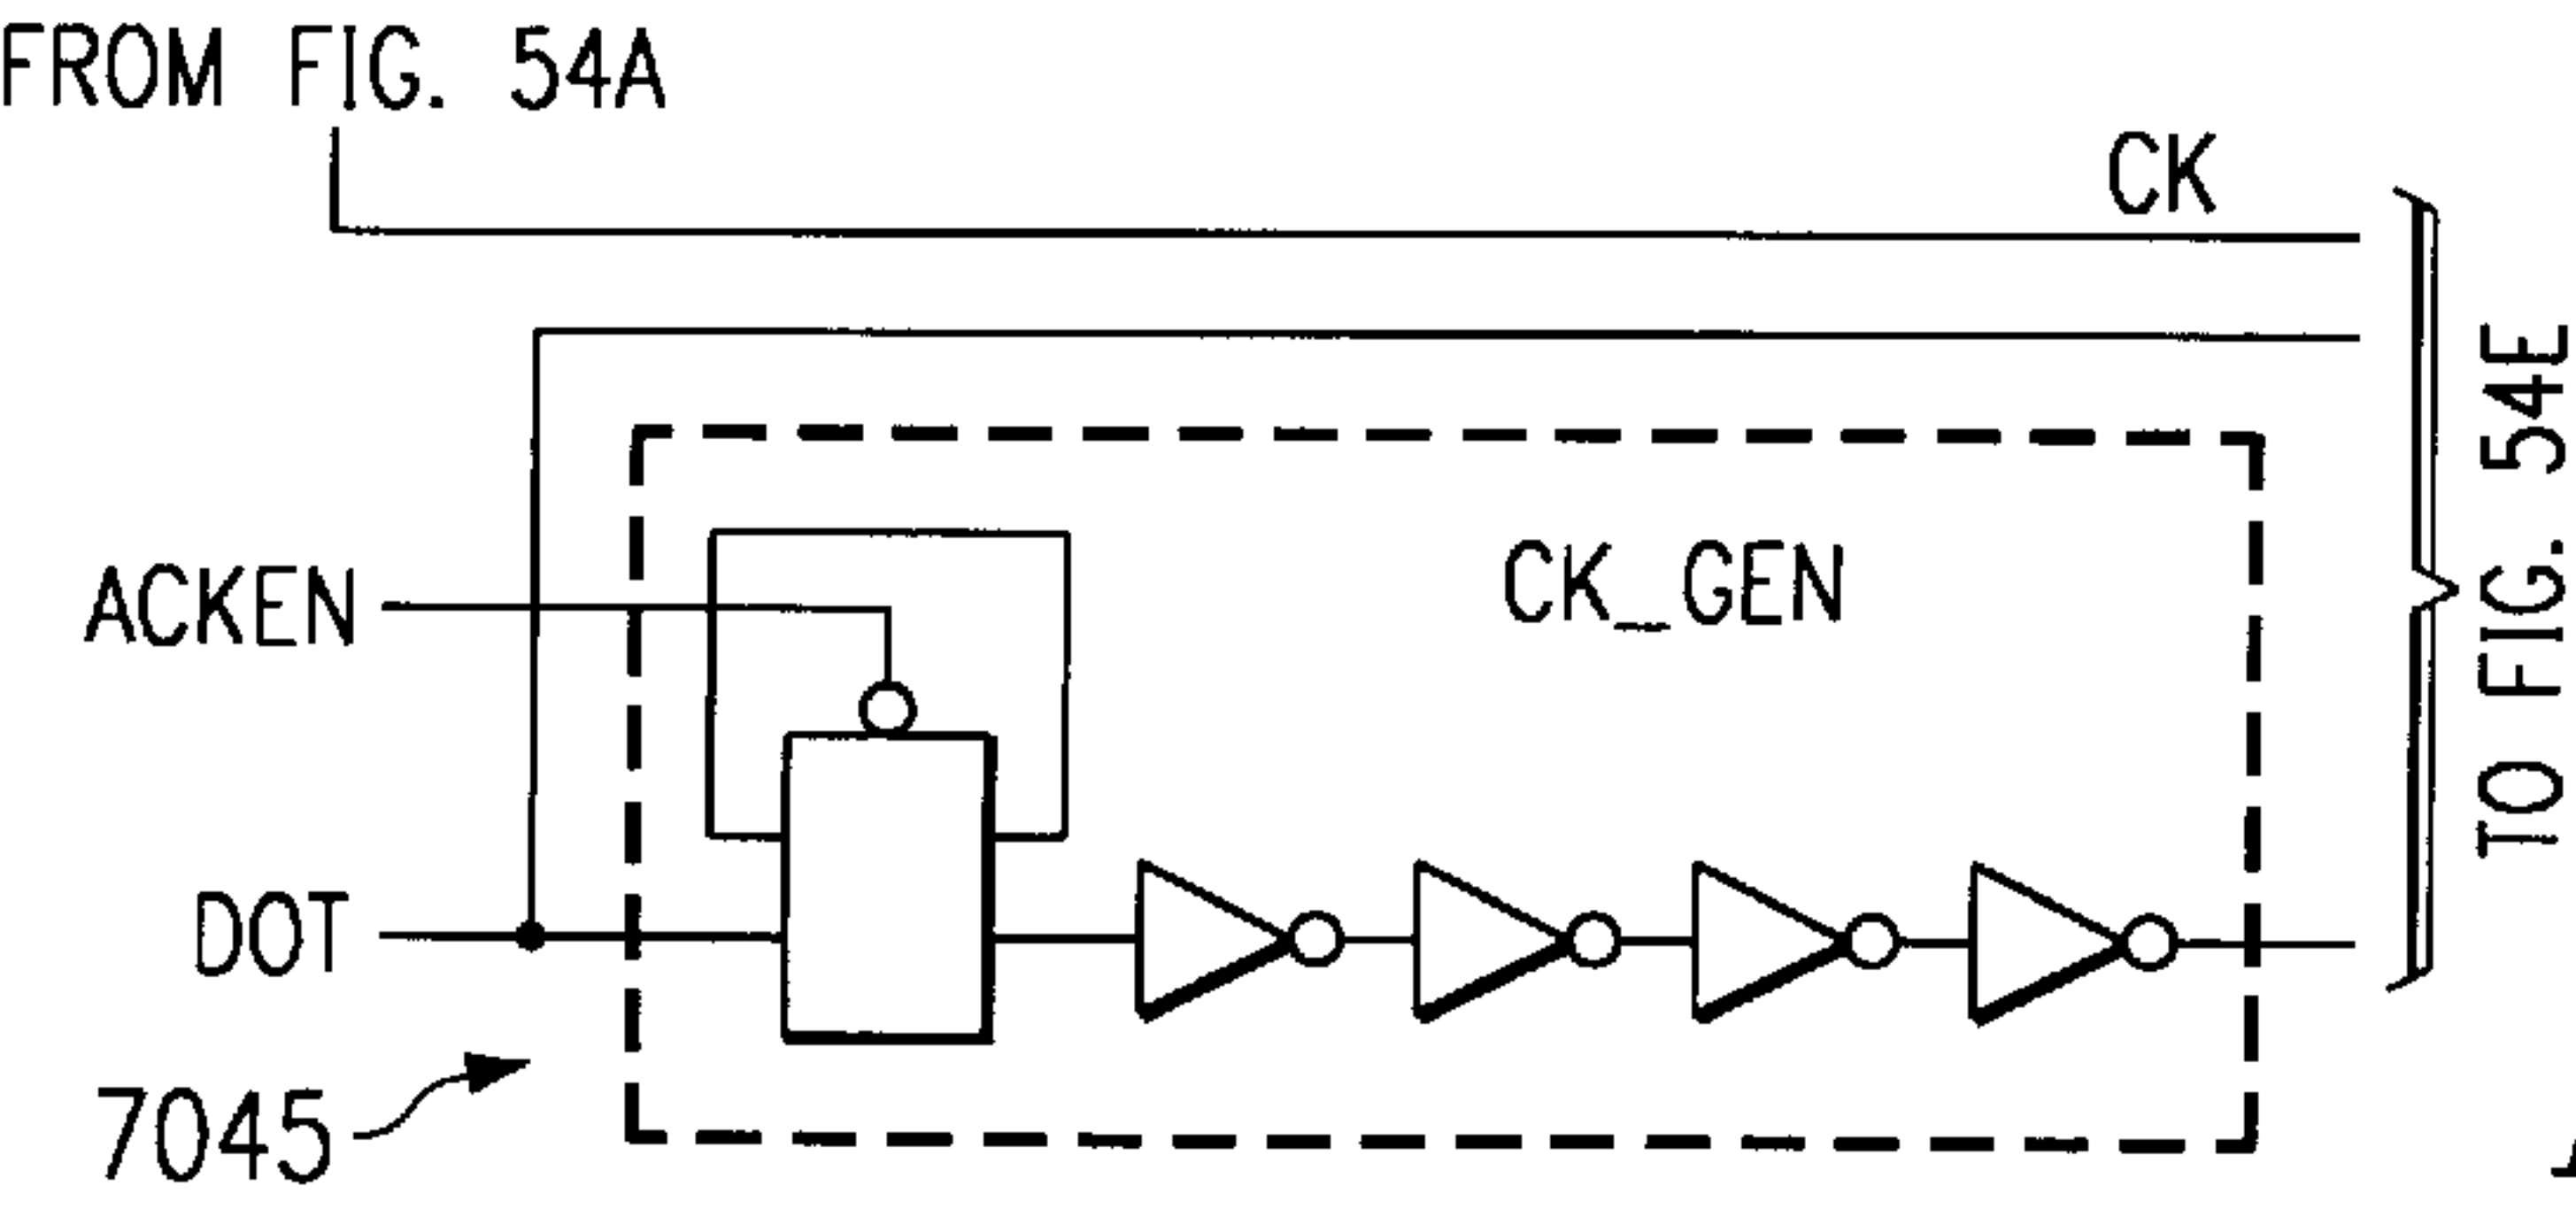 FROM FIG. 54A
CK
ACKEN
CK_GEN
DOT
7045
TO FIG. 54E